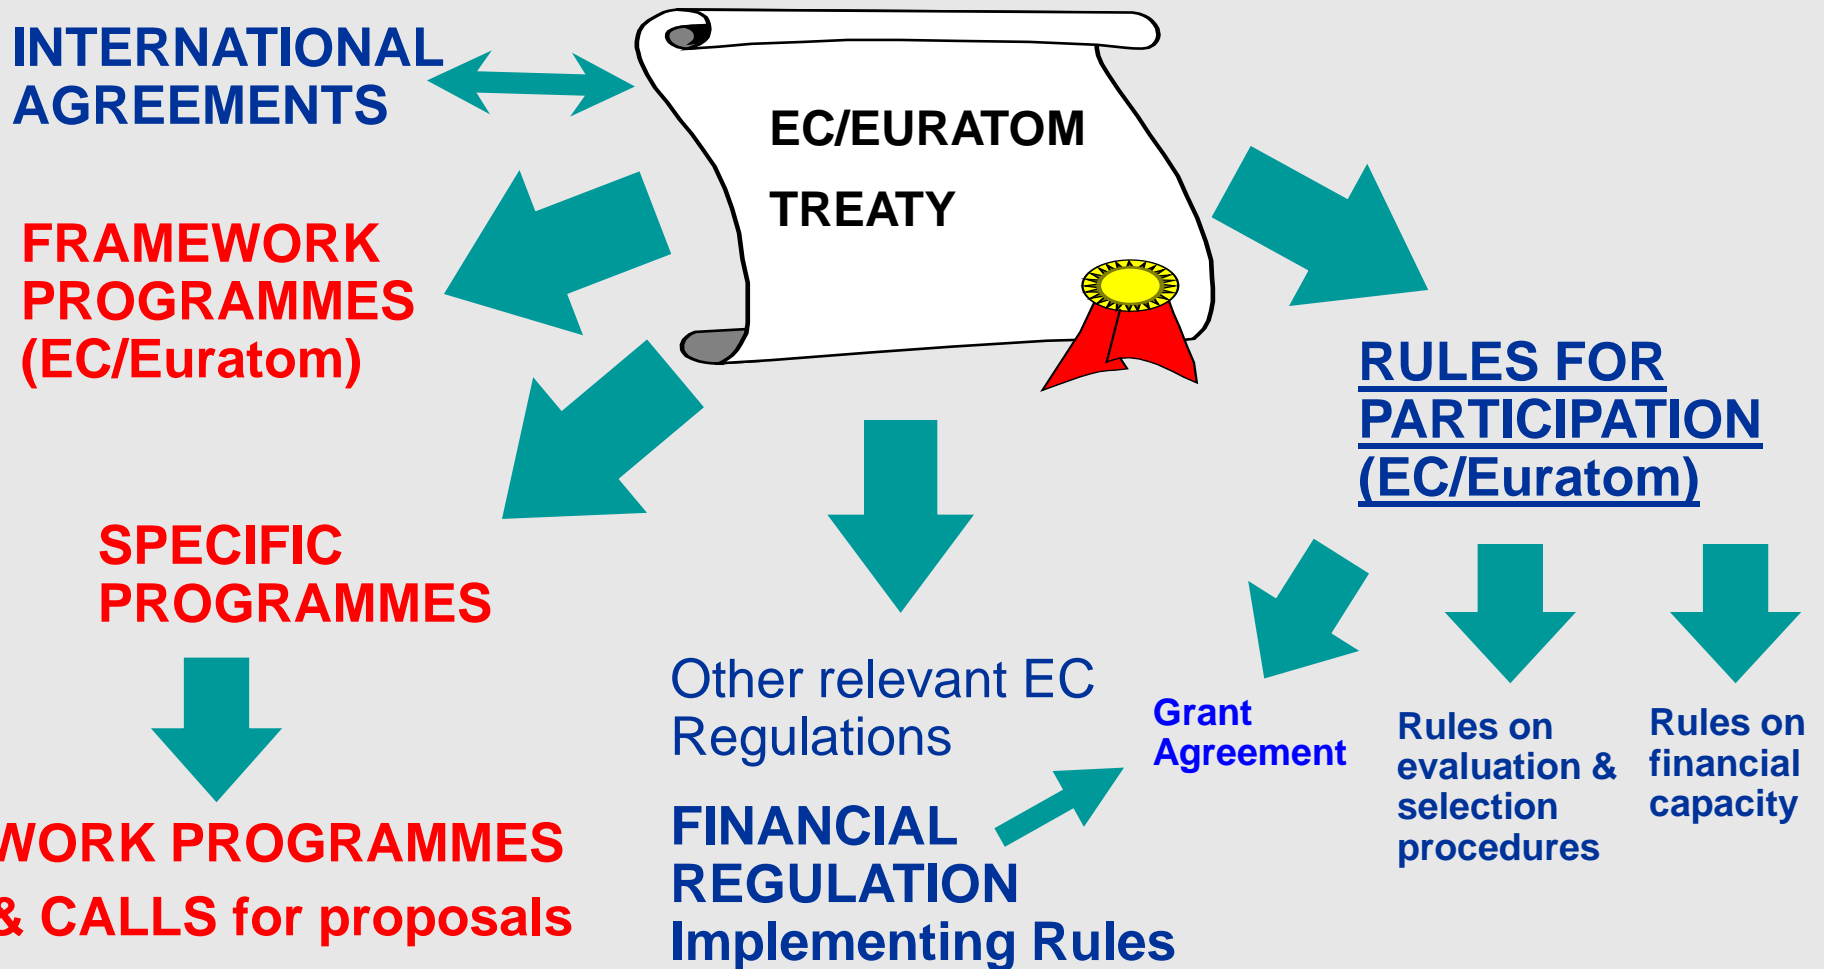 INTERNATIONAL
AGREEMENTS
EC/EURATOM
TREATY
FRAMEWORK
PROGRAMMES
(EC/Euratom)
RULES FOR
PARTICIPATION
(EC/Euratom)
SPECIFIC
PROGRAMMES
Other relevant EC
Regulations
Grant
Agreement
Rules on
evaluation &
selection
procedures
Rules on
financial
capacity
WORK PROGRAMMES
& CALLS for proposals
FINANCIAL
REGULATION
Implementing Rules